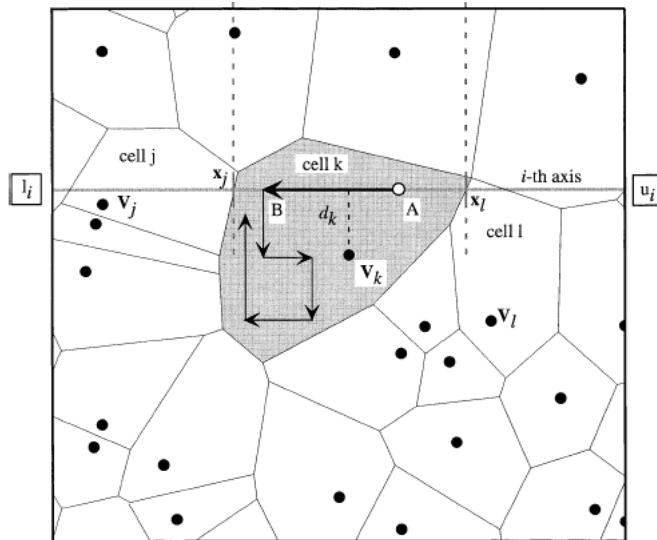 cell j
cell k
x_j
l_i
i-th axis
u_i
x_l
V_j
B
d_k
A
cell l
V_k
V_l